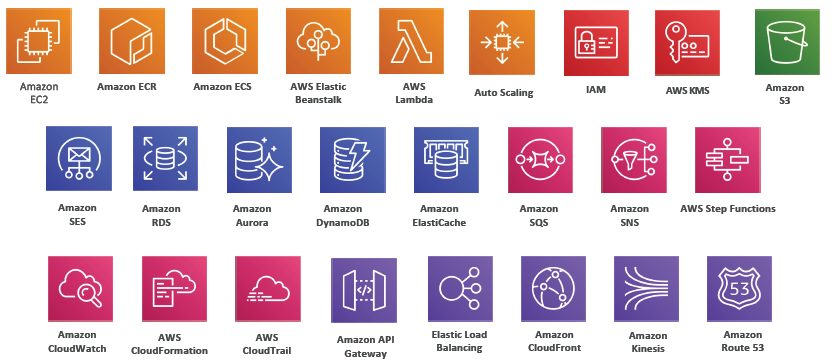 Amazon EC2
Amazon ECR
Amazon ECS
AWS Elastic Beanstalk
AWS Lambda
Auto Scaling
IAM
AWS KMS
Amazon S3
Amazon SES
Amazon RDS
Amazon Aurora
Amazon DynamoDB
Amazon ElastiCache
Amazon SQS
Amazon SNS
AWS Step Functions
Amazon CloudWatch
AWS CloudFormation
AWS CloudTrail
Amazon API Gateway
Elastic Load Balancing
Amazon CloudFront
Amazon Kinesis
53
Amazon Route 53